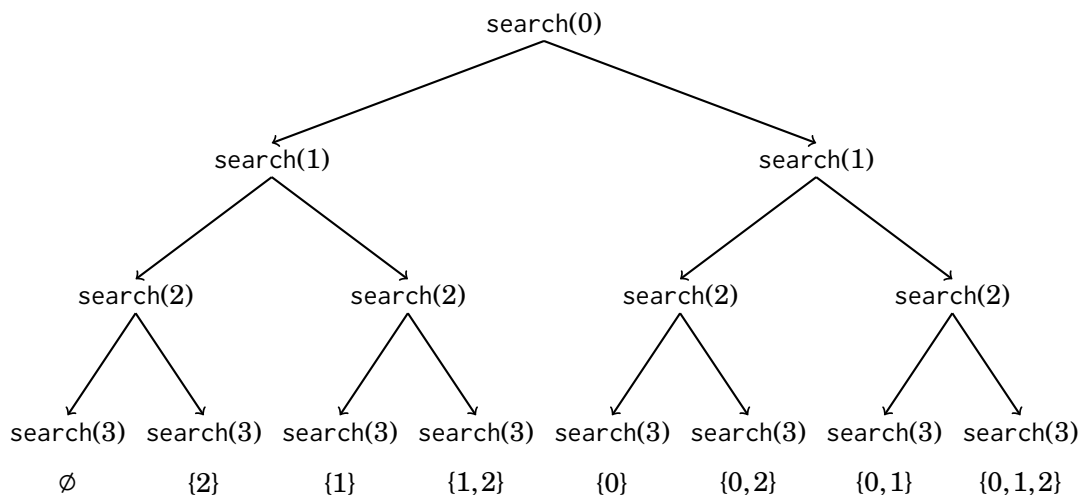 search(0)
search(1) search(1)
search(2) search(2) search(2) search(2)
search(3) search(3) search(3) search(3) search(3) search(3) search(3) search(3)
∅ {2} {1} {1,2} {0} {0,2} {0,1} {0,1,2}